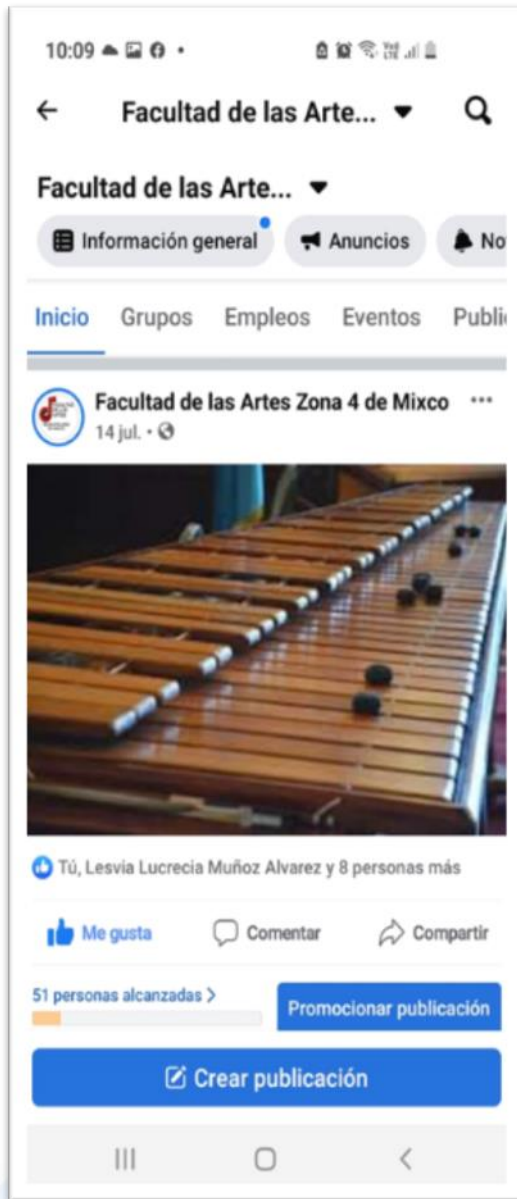 10:09
Facultad de las Arte...
Facultad de las Arte...
Información general
Anuncios
No
Inicio Grupos Empleos Eventos Publi
Facultad de las Artes Zona 4 de Mixco ...
14 jul. ·
Tú, Lesvia Lucrecia Muñoz Alvarez y 8 personas más
Me gusta Comentar Compartir
51 personas alcanzadas >
Promocionar publicación
Crear publicación